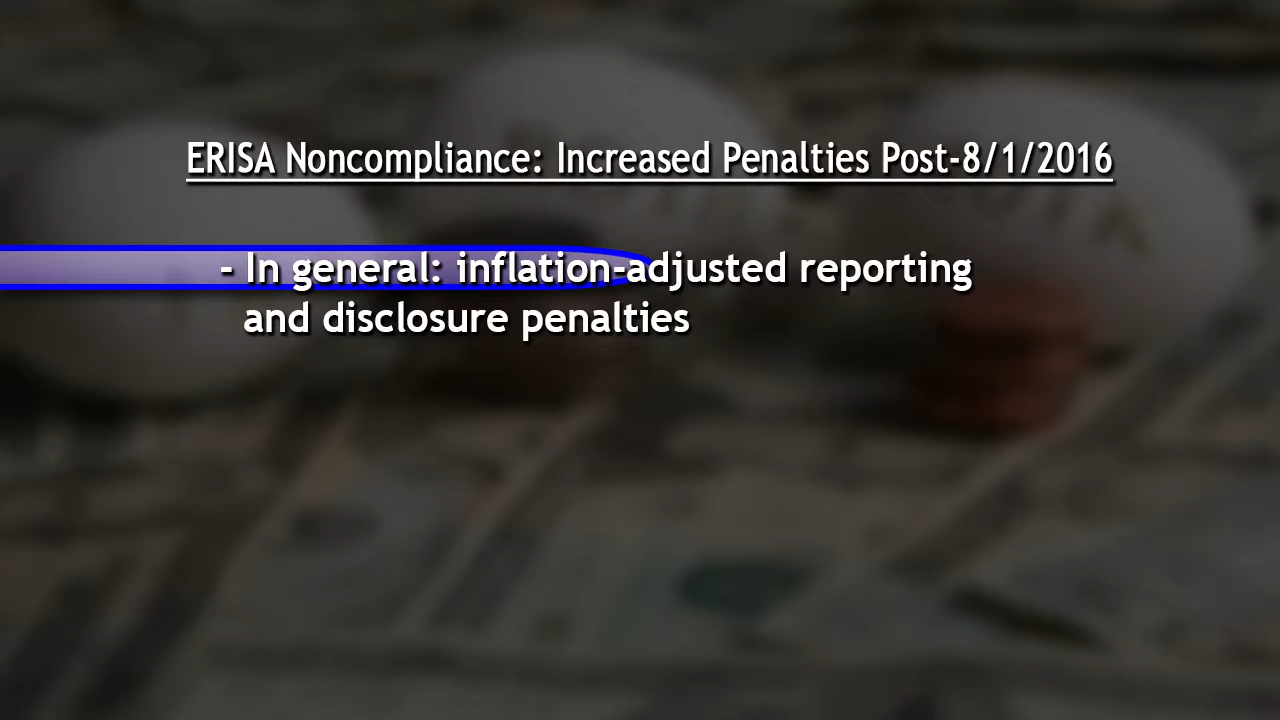 ERISA Noncompliance: Increased Penalties Post-8/1/2016
- In general: inflation-adjusted reporting
and disclosure penalties